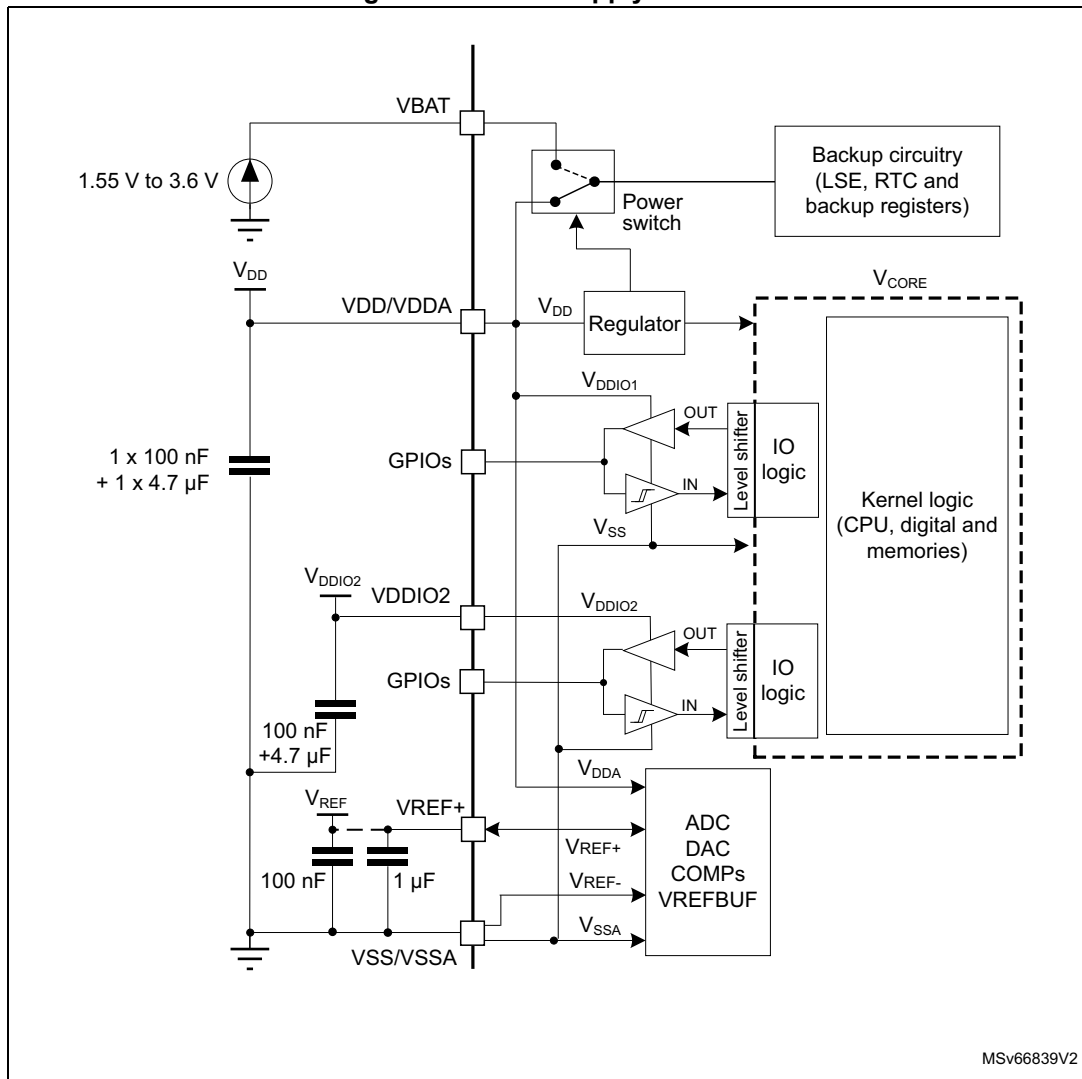 VBAT
1.55 V to 3.6 V
Power
switch
Backup circuitry
(LSE, RTC and
backup registers)
VDD
VDD/VDDA
VDD
Regulator
VCORE
VDDIO1
OUT
GPIOs
IN
Level shifter
IO
logic
1 x 100 nF
+ 1 x 4.7 µF
Kernel logic
(CPU, digital and
memories)
VSS
VDDIO2
VDDIO2
VDDIO2
OUT
GPIOs
IN
Level shifter
IO
logic
100 nF
+4.7 µF
VDDA
VREF
VREF+
VREF+
100 nF
1 µF
VREF-
VSSA
ADC
DAC
COMPs
VREFBUF
VSS/VSSA
MSv66839V2